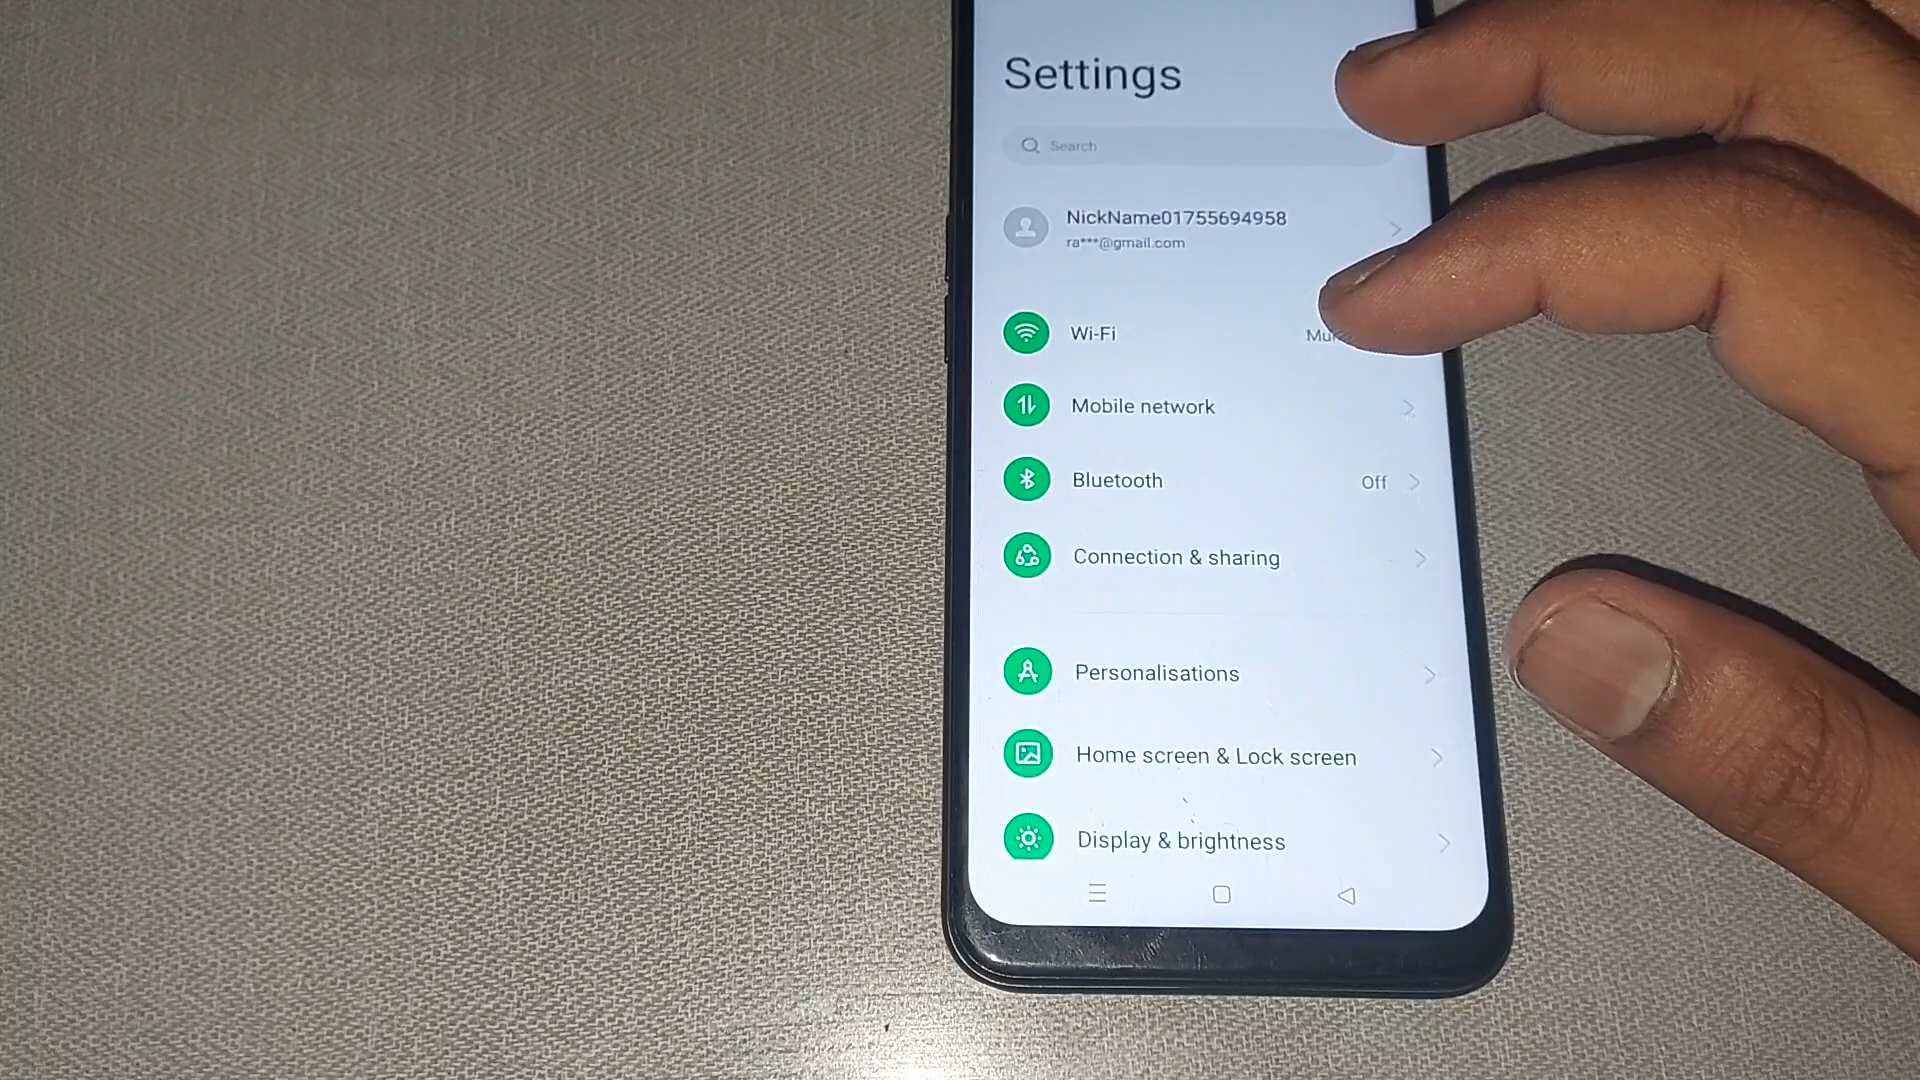 Settings
Search
NickName01755694958
ra***@gmail.com
Wi-Fi
Mobile network
Bluetooth Off
Connection & sharing
Personalisations
Home screen & Lock screen
Display & brightness